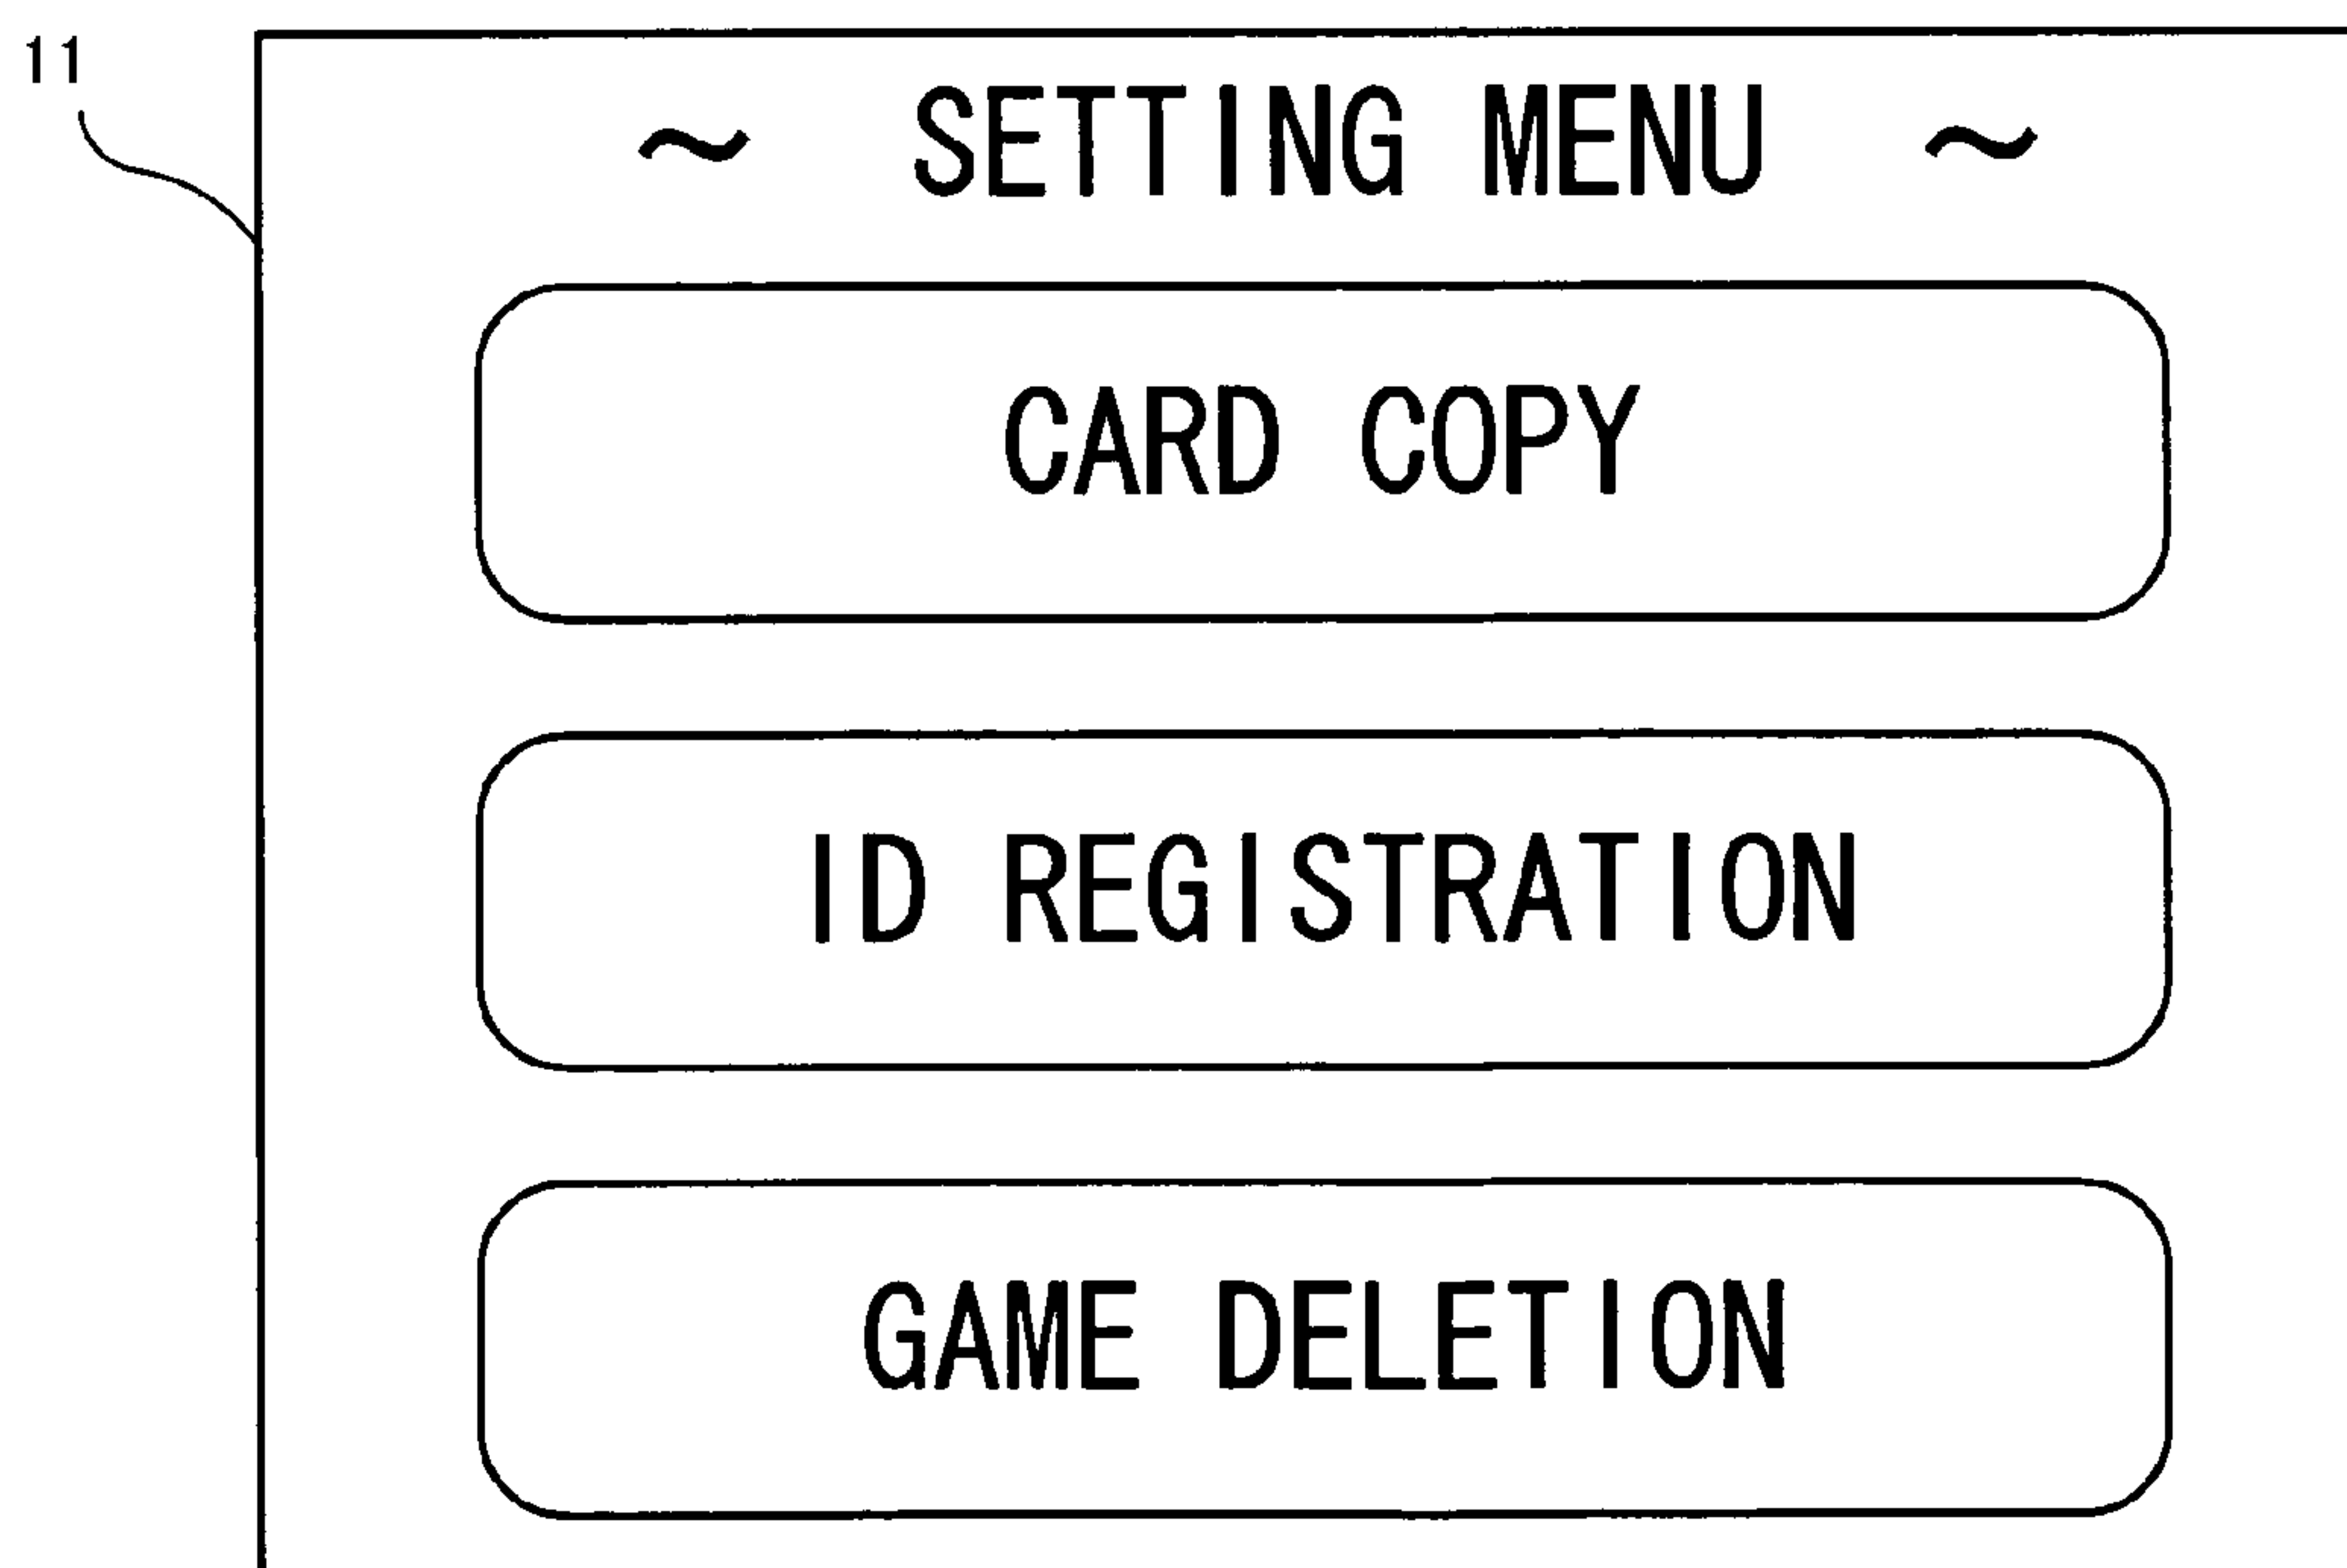 11
~ SETTING MENU ~
CARD COPY
ID REGISTRATION
GAME DELETION